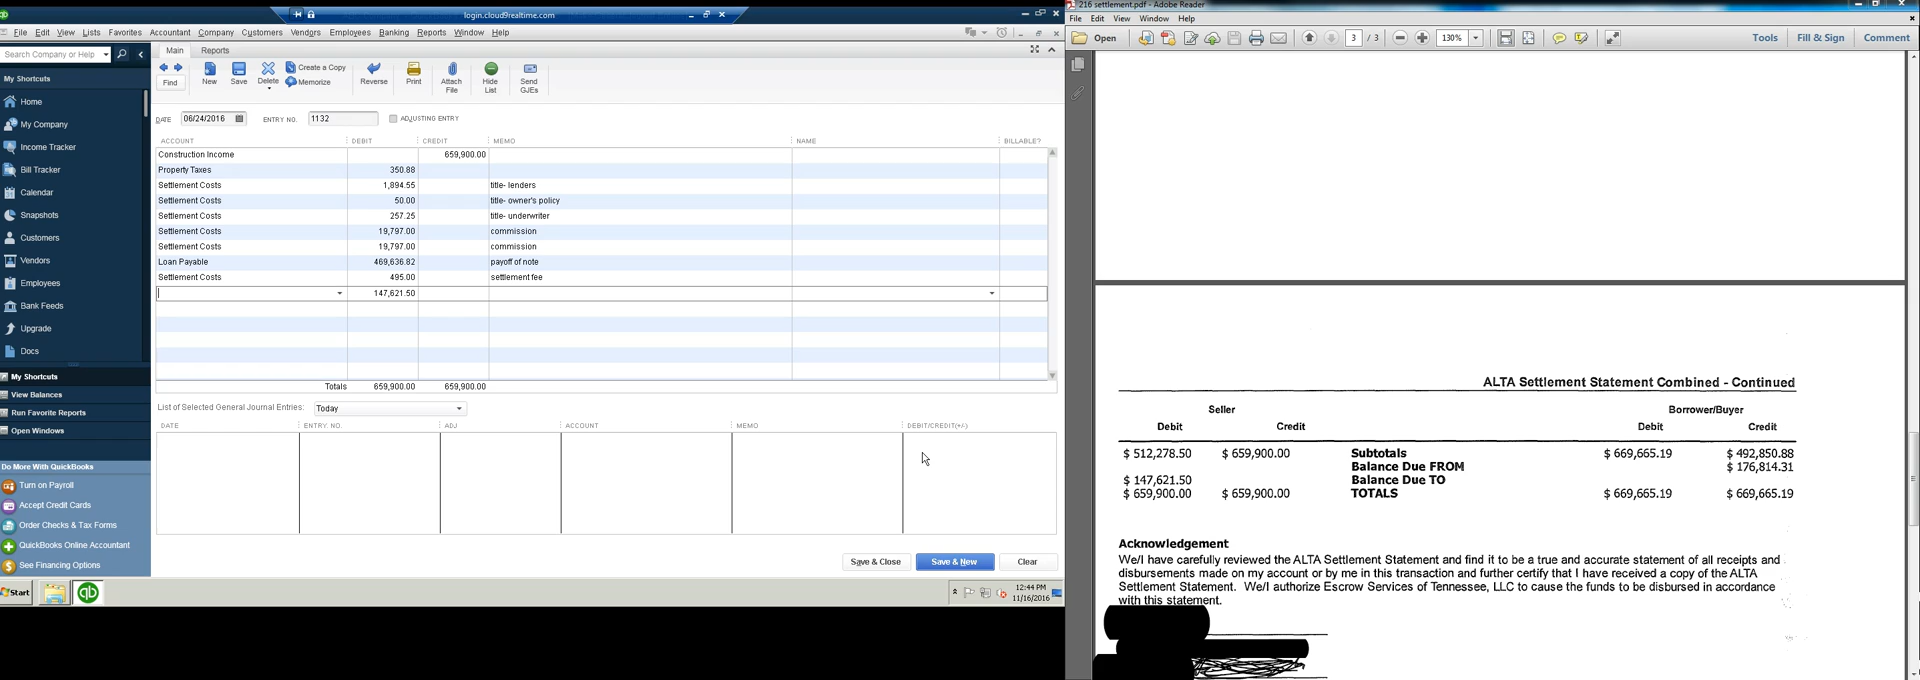 login.cloud9realtime.com
File Edit View Lists Favorites Accountant Company Customers Vendors Employees Banking Reports Window Help
Search Company or Help
My Shortcuts
Home
My Company
Income Tracker
Bill Tracker
Calendar
Snapshots
Customers
Vendors
Employees
Bank Feeds
Upgrade
Docs
My Shortcuts
View Balances
Run Favorite Reports
Open Windows
Do More With QuickBooks
Turn on Payroll
Accept Credit Cards
Order Checks & Tax Forms
QuickBooks Online Accountant
See Financing Options
Main Reports
Find
New
Save
Delete
Create a Copy
Memorize
Reverse
Print
Attach
File
Hide
List
Send
GJEs
DATE 06/24/2016 ENTRY NO. 1132 ADJUSTING ENTRY
ACCOUNT DEBIT CREDIT MEMO NAME BILLABLE?
Construction Income 659,900.00
Property Taxes 350.88
Settlement Costs 1,894.55 title- lenders
Settlement Costs 50.00 title- owner's policy
Settlement Costs 257.25 title- underwriter
Settlement Costs 19,797.00 commission
Settlement Costs 19,797.00 commission
Loan Payable 469,636.82 payoff of note
Settlement Costs 495.00 settlement fee
147,621.50
Totals 659,900.00 659,900.00
List of Selected General Journal Entries: Today
DATE ENTRY. NO. ADJ ACCOUNT MEMO DEBIT/CREDIT(+/-)
Save & Close Save & New Clear
Start
12:44 PM
11/16/2016
216 settlement.pdf - Adobe Reader
File Edit View Window Help
Open 3 / 3 130% Tools Fill & Sign Comment
ALTA Settlement Statement Combined - Continued
Seller Borrower/Buyer
Debit Credit Debit Credit
$ 512,278.50 $ 659,900.00 Subtotals $ 669,665.19 $ 492,850.88
Balance Due FROM $ 176,814.31
$ 147,621.50 Balance Due TO
$ 659,900.00 $ 659,900.00 TOTALS $ 669,665.19 $ 669,665.19
Acknowledgement
We/I have carefully reviewed the ALTA Settlement Statement and find it to be a true and accurate statement of all receipts and
disbursements made on my account or by me in this transaction and further certify that I have received a copy of the ALTA
Settlement Statement. We/I authorize Escrow Services of Tennessee, LLC to cause the funds to be disbursed in accordance
with this statement.